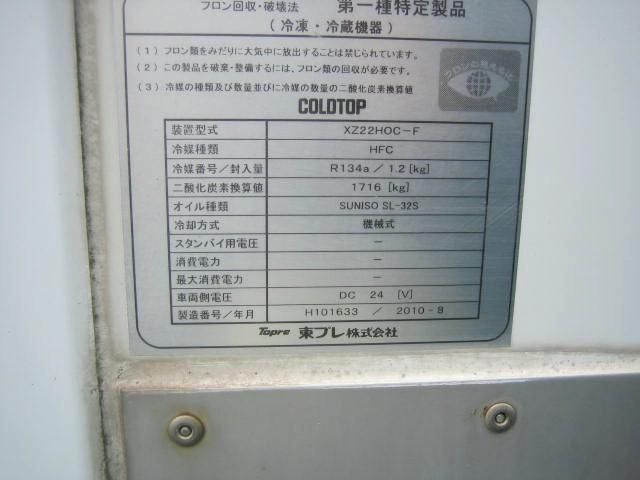 フロン回収・破壊法 第一種特定製品
（冷凍・冷蔵機器）
（1）フロン類をみだりに大気中に放出することは禁じられています。
（2）この製品を破棄・整備するには、フロン類の回収が必要です。
（3）冷媒の種類及び数量並びに冷媒の数量の二酸化炭素換算値
COLDTOP
装置型式 XZ22HOC-F
冷媒種類 HFC
冷媒番号／封入量 R134a ／ 1.2 [kg]
二酸化炭素換算値 1716 [kg]
オイル種類 SUNISO SL-32S
冷却方式 機械式
スタンバイ用電圧 －
消費電力 －
最大消費電力 －
車両側電圧 DC 24 [V]
製造番号／年月 H101633 ／ 2010-8
Topre 東プレ株式会社